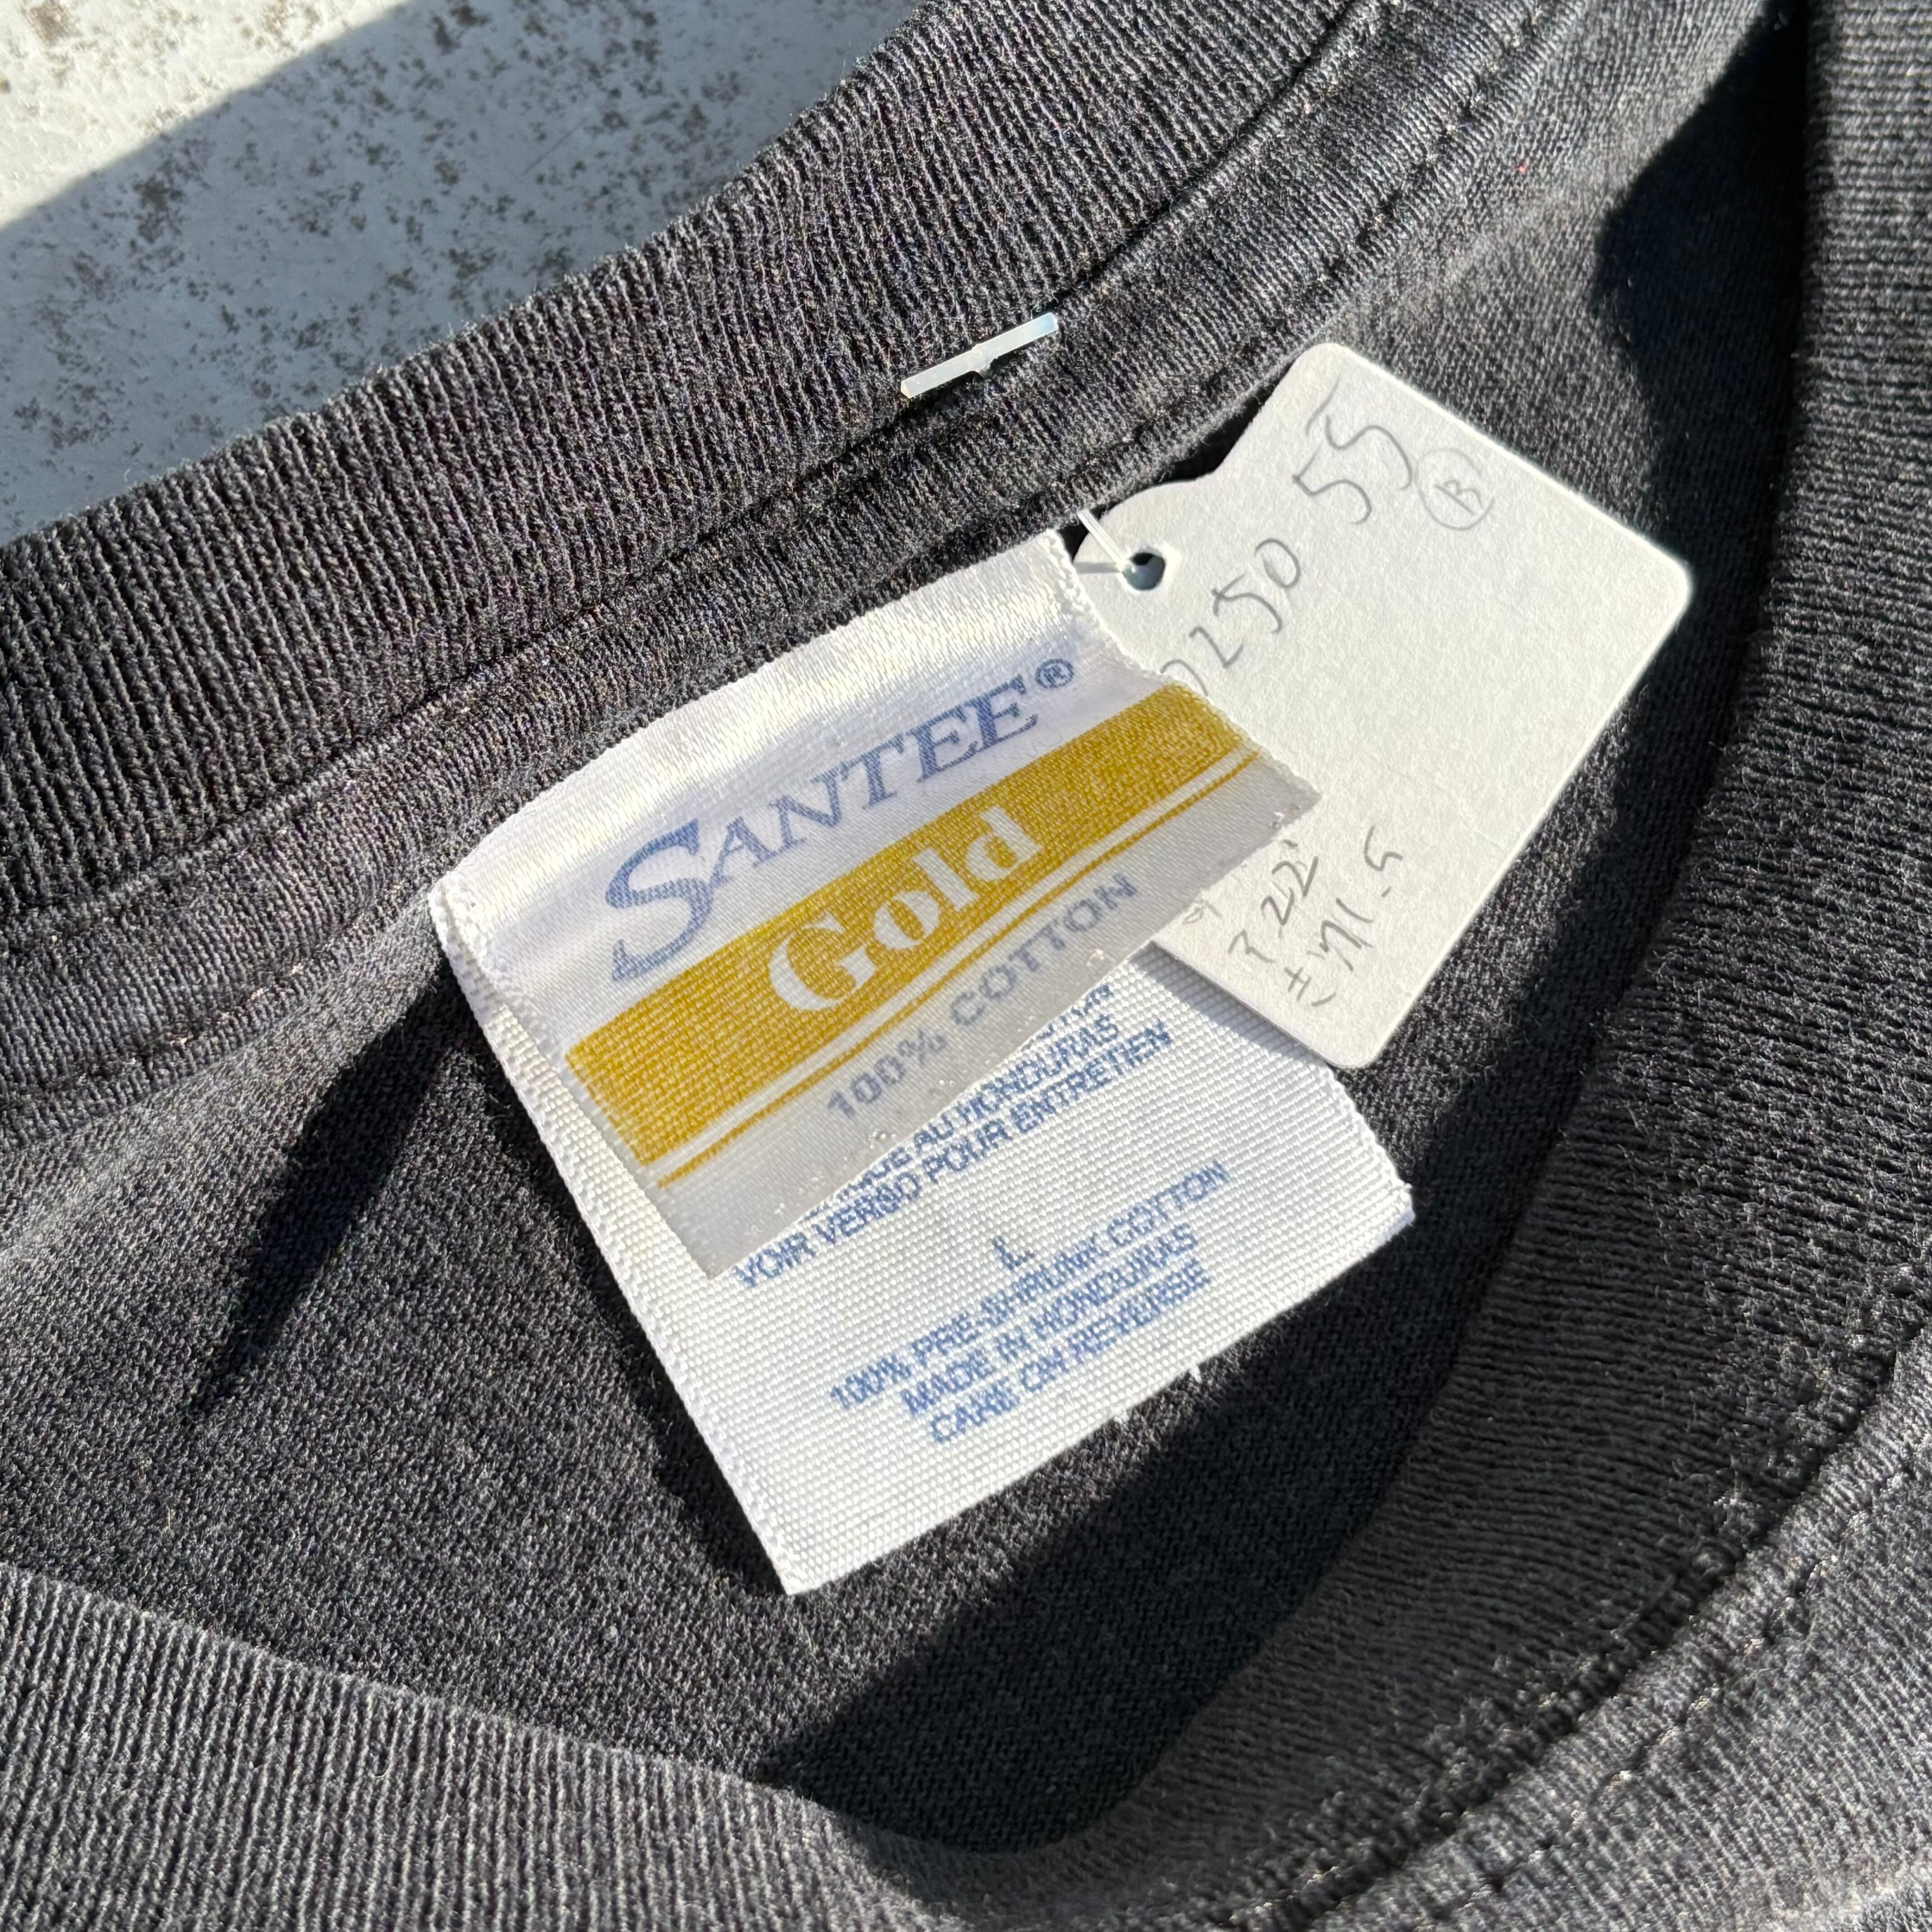 SANTEE®
Gold
100% COTTON
AU HONDURAS
VOIR VERSO POUR ENTRETIEN
L
100% PRE-SHRUNK COTTON
MADE IN HONDURAS
CARE ON REVERSE
55
B